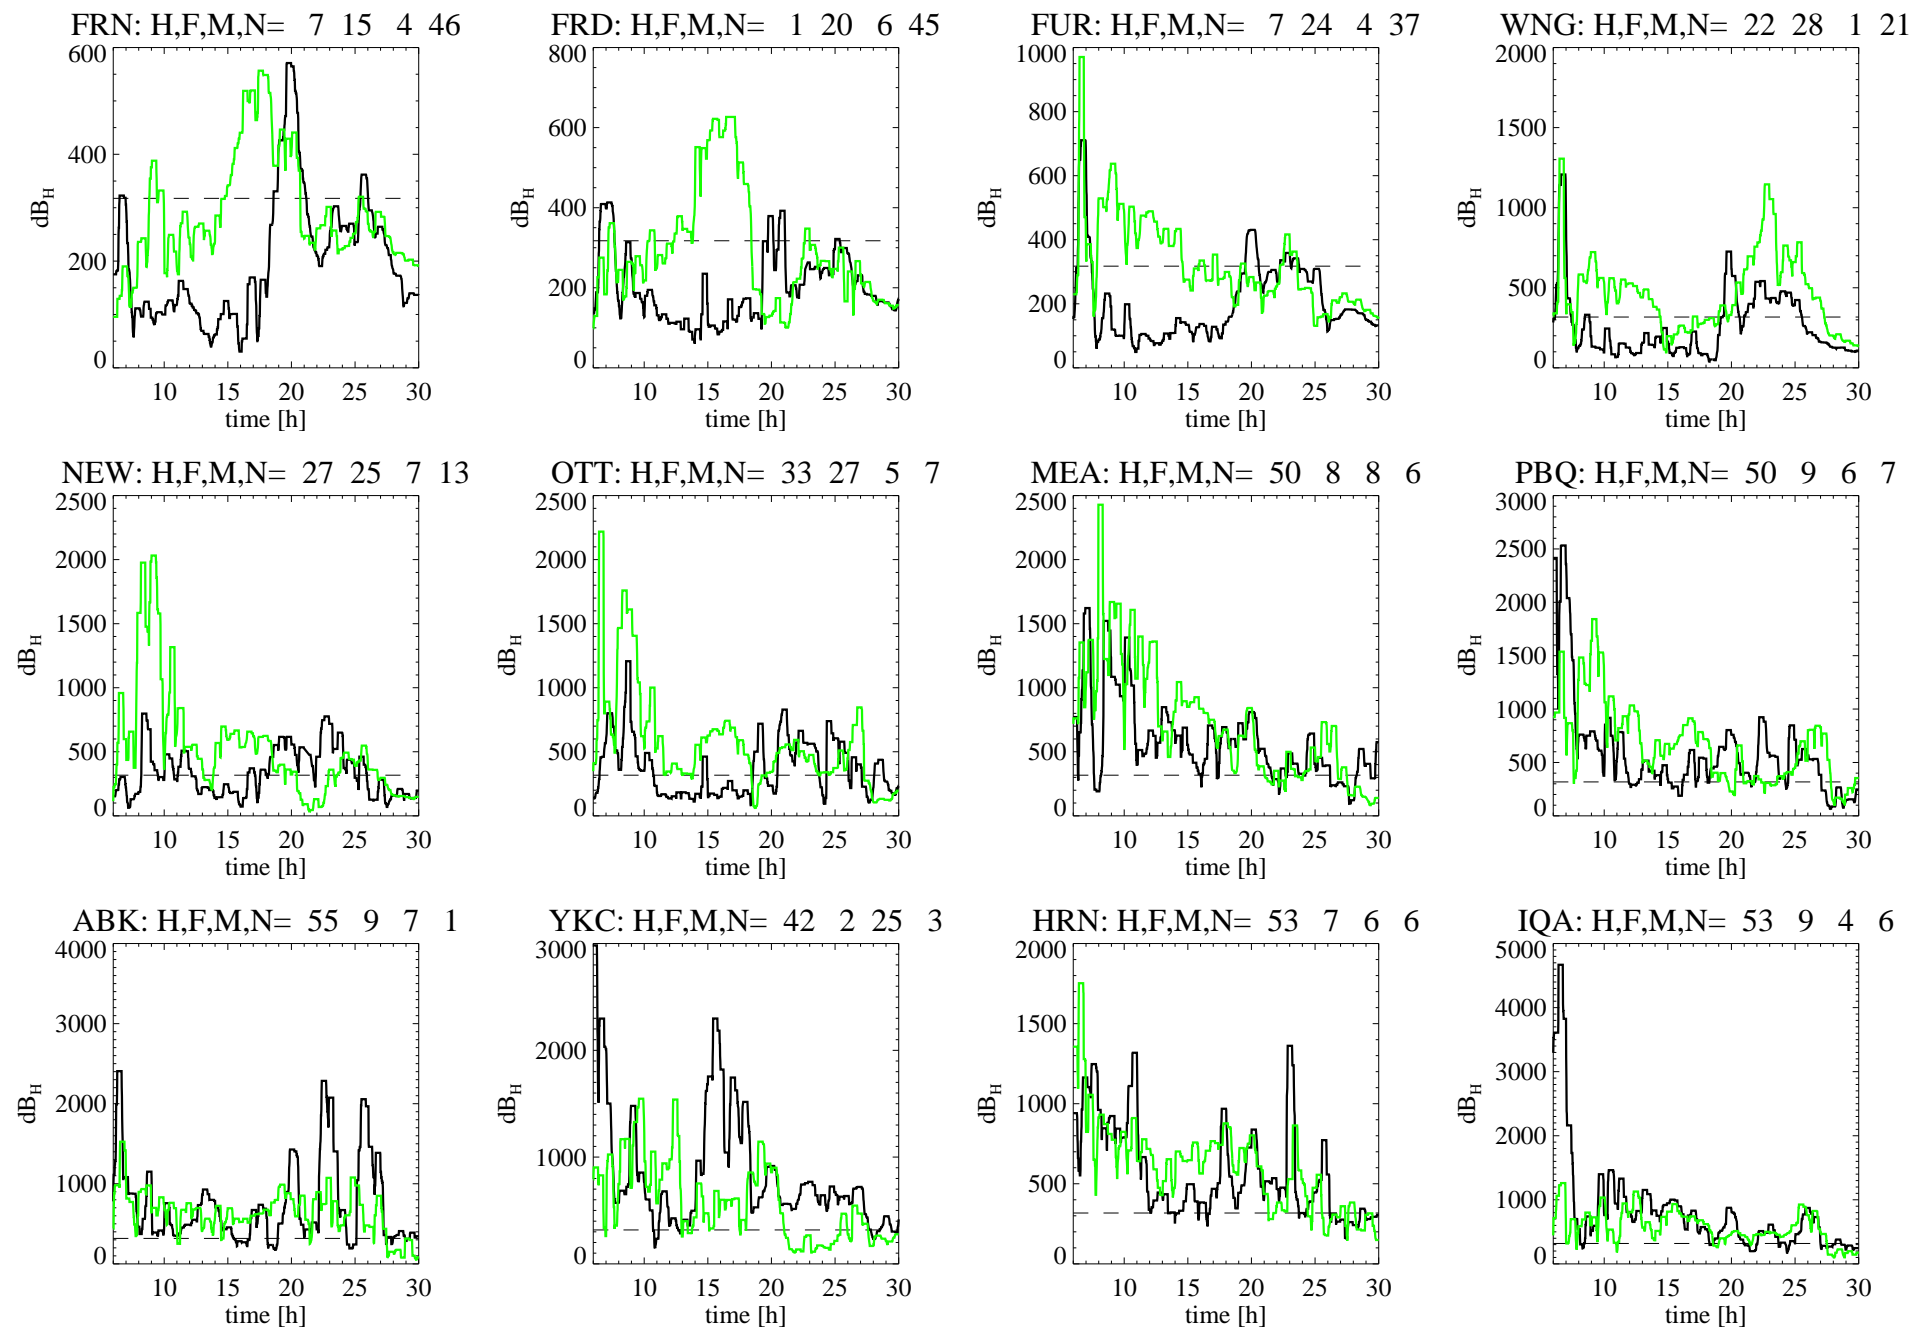 FRN: H,F,M,N= 7 15 4 46
600
400
200
0
dB_H
10 15 20 25 30
time [h]
FRD: H,F,M,N= 1 20 6 45
800
600
400
200
0
dB_H
10 15 20 25 30
time [h]
FUR: H,F,M,N= 7 24 4 37
1000
800
600
400
200
0
dB_H
10 15 20 25 30
time [h]
WNG: H,F,M,N= 22 28 1 21
2000
1500
1000
500
0
dB_H
10 15 20 25 30
time [h]
NEW: H,F,M,N= 27 25 7 13
2500
2000
1500
1000
500
0
dB_H
10 15 20 25 30
time [h]
OTT: H,F,M,N= 33 27 5 7
2500
2000
1500
1000
500
0
dB_H
10 15 20 25 30
time [h]
MEA: H,F,M,N= 50 8 8 6
2500
2000
1500
1000
500
0
dB_H
10 15 20 25 30
time [h]
PBQ: H,F,M,N= 50 9 6 7
3000
2500
2000
1500
1000
500
0
dB_H
10 15 20 25 30
time [h]
ABK: H,F,M,N= 55 9 7 1
4000
3000
2000
1000
0
dB_H
10 15 20 25 30
time [h]
YKC: H,F,M,N= 42 2 25 3
3000
2000
1000
0
dB_H
10 15 20 25 30
time [h]
HRN: H,F,M,N= 53 7 6 6
2000
1500
1000
500
0
dB_H
10 15 20 25 30
time [h]
IQA: H,F,M,N= 53 9 4 6
5000
4000
3000
2000
1000
0
dB_H
10 15 20 25 30
time [h]